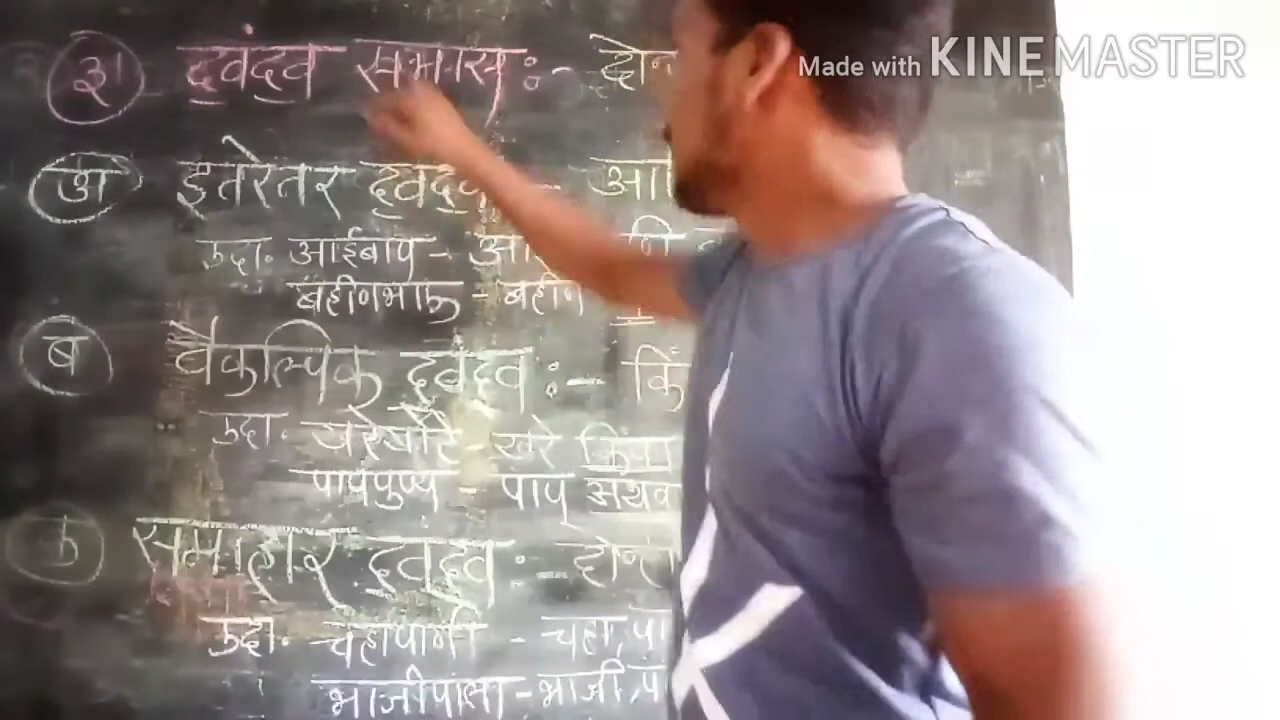 Made with KINEMASTER
३ द्वंद्व समास :- दोन
अ इतरेतर द्वंद्व - आ
उदा. आईबाप - आ
बहीणभाऊ - बहीण
ब वैकल्पिक द्वंद्व :- किं
उदा. खरेखोटे - खरे किंवा
पापपुण्य - पाप अथव
क समाहार द्वंद्व :-
उदा. चहापाणी - चहा, पा
भाजीपाला - भाजी, प